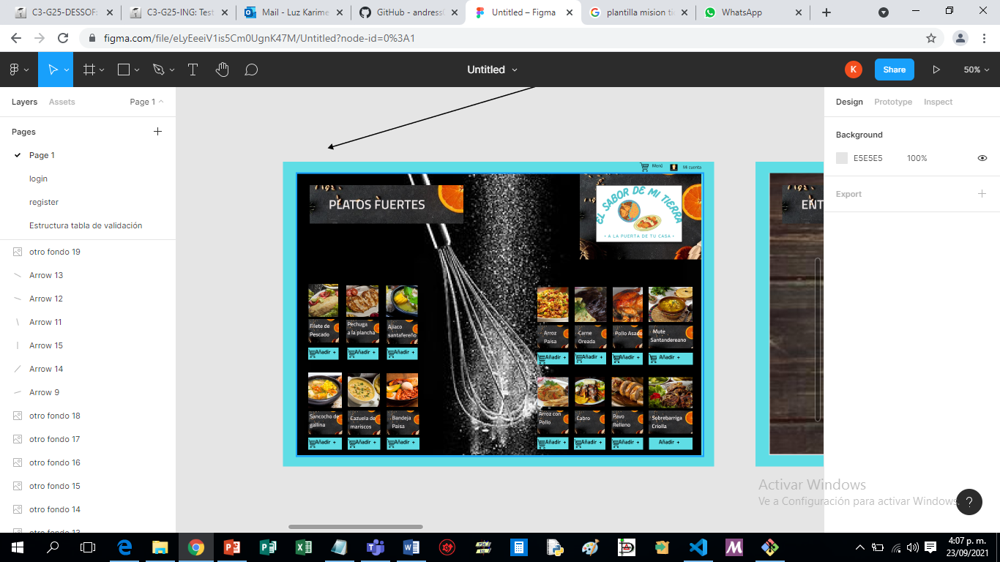 C3-G25-DESSOF:
C3-G25-ING: Test
Mail - Luz Karime
GitHub - andress
Untitled – Figma
plantilla mision ti
WhatsApp
figma.com/file/eLyEeeiV1is5Cm0UgnK47M/Untitled?node-id=0%3A1
Untitled
K
Share
50%
Layers
Assets
Page 1
Pages
Page 1
login
register
Estructura tabla de validación
otro fondo 19
Arrow 13
Arrow 12
Arrow 11
Arrow 15
Arrow 14
Arrow 9
otro fondo 18
otro fondo 17
otro fondo 16
otro fondo 15
otro fondo 14
otro fondo 13
Menú
Mi cuenta
PLATOS FUERTES
EL SABOR DE MI TIERRA
• A LA PUERTA DE TU CASA •
Filete de
Pescado
Pechuga
a la plancha
Ajiaco
santafereño
Añadir +
Añadir +
Añadir +
Sancocho de
gallina
Cazuela de
mariscos
Bandeja
Paisa
Añadir +
Añadir +
Añadir +
Arroz
Paisa
Carne
Oreada
Pollo Asado
Mute
Santandereano
Añadir +
Añadir +
Añadir +
Añadir +
Arroz con
Pollo
Cabro
Pavo
Relleno
Sobrebarriga
Criolla
Añadir +
Añadir +
Añadir +
Añadir +
ENT
Design
Prototype
Inspect
Background
E5E5E5
100%
Export
Activar Windows
Ve a Configuración para activar Windows.
?
4:07 p. m.
23/09/2021